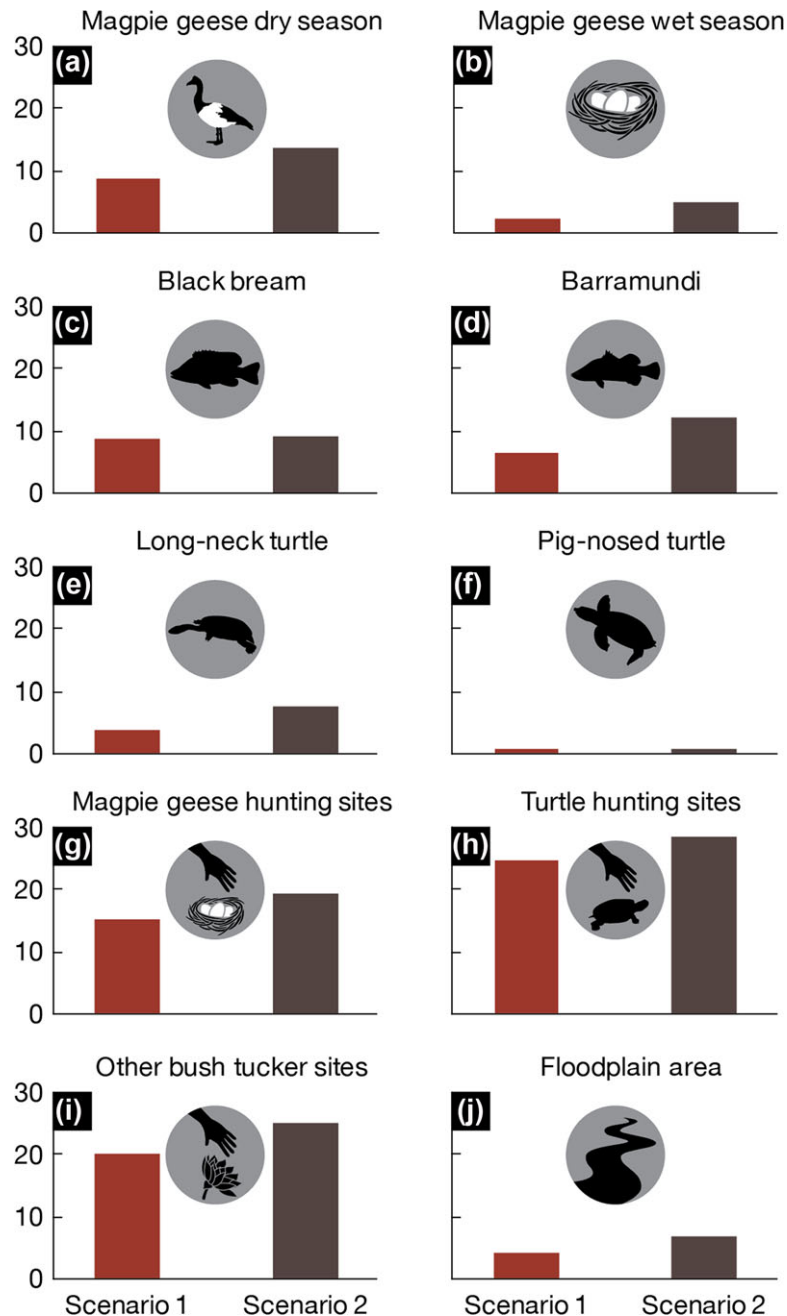 Magpie geese dry season
Magpie geese wet season
30
(a)
(b)
20
10
0
Black bream
Barramundi
30
(c)
(d)
20
10
0
Long-neck turtle
Pig-nosed turtle
30
(e)
(f)
20
10
0
Magpie geese hunting sites
Turtle hunting sites
30
(g)
(h)
20
10
0
Other bush tucker sites
Floodplain area
30
(i)
(j)
20
10
0
Scenario 1
Scenario 2
Scenario 1
Scenario 2